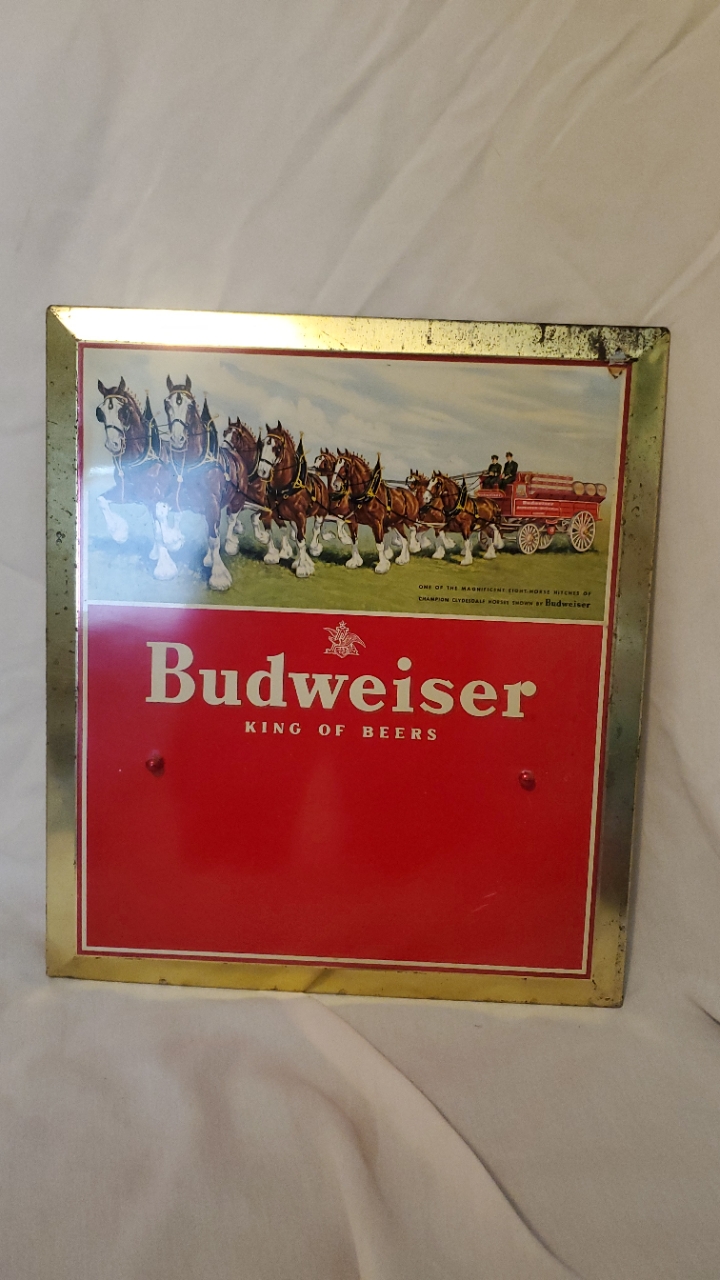 ONE OF THE MAGNIFICENT EIGHT-HORSE HITCHES OF
CHAMPION CLYDESDALE HORSES SHOWN BY Budweiser
Budweiser
KING OF BEERS